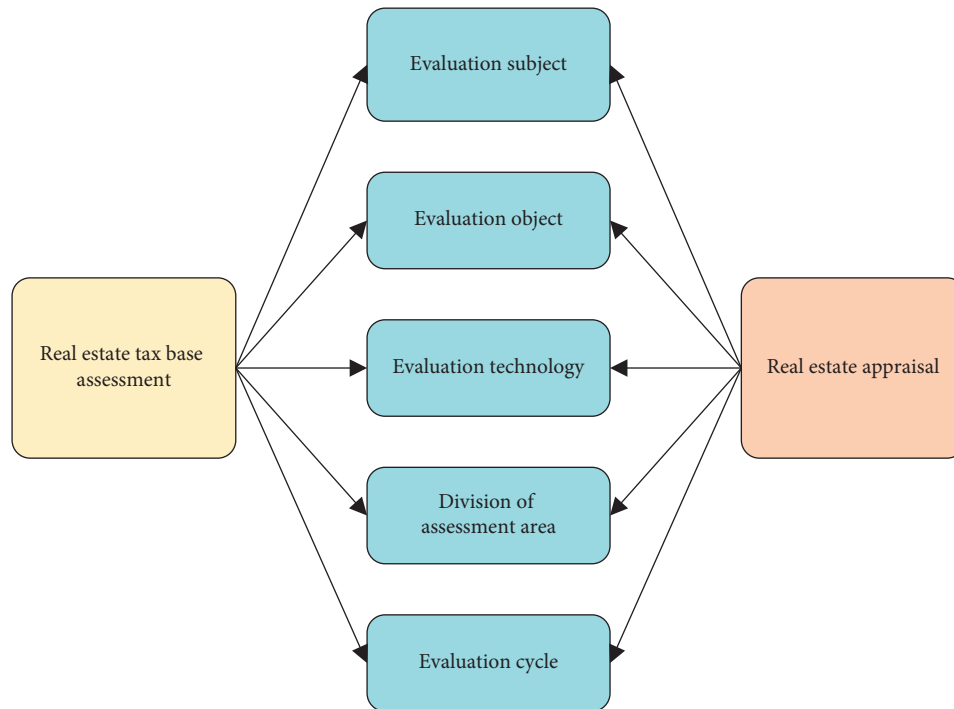 Evaluation subject
Evaluation object
Real estate tax base
assessment
Evaluation technology
Real estate appraisal
Division of
assessment area
Evaluation cycle